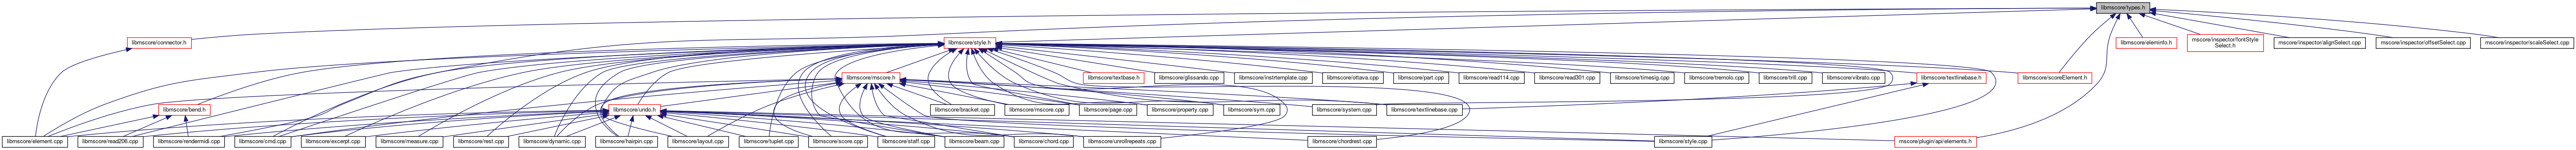 libmscore/types.h
libmscore/connector.h
libmscore/style.h
libmscore/eleminfo.h
mscore/inspector/fontStyle
Select.h
mscore/inspector/alignSelect.cpp
mscore/inspector/offsetSelect.cpp
mscore/inspector/scaleSelect.cpp
libmscore/mscore.h
libmscore/textbase.h
libmscore/glissando.cpp
libmscore/instrtemplate.cpp
libmscore/ottava.cpp
libmscore/part.cpp
libmscore/read114.cpp
libmscore/read301.cpp
libmscore/timesig.cpp
libmscore/tremolo.cpp
libmscore/trill.cpp
libmscore/vibrato.cpp
libmscore/textlinebase.h
libmscore/scoreElement.h
libmscore/bend.h
libmscore/undo.h
libmscore/bracket.cpp
libmscore/mscore.cpp
libmscore/page.cpp
libmscore/property.cpp
libmscore/sym.cpp
libmscore/system.cpp
libmscore/textlinebase.cpp
libmscore/element.cpp
libmscore/read206.cpp
libmscore/rendermidi.cpp
libmscore/cmd.cpp
libmscore/excerpt.cpp
libmscore/measure.cpp
libmscore/rest.cpp
libmscore/dynamic.cpp
libmscore/hairpin.cpp
libmscore/layout.cpp
libmscore/tuplet.cpp
libmscore/score.cpp
libmscore/staff.cpp
libmscore/beam.cpp
libmscore/chord.cpp
libmscore/unrollrepeats.cpp
libmscore/chordrest.cpp
libmscore/style.cpp
mscore/plugin/api/elements.h